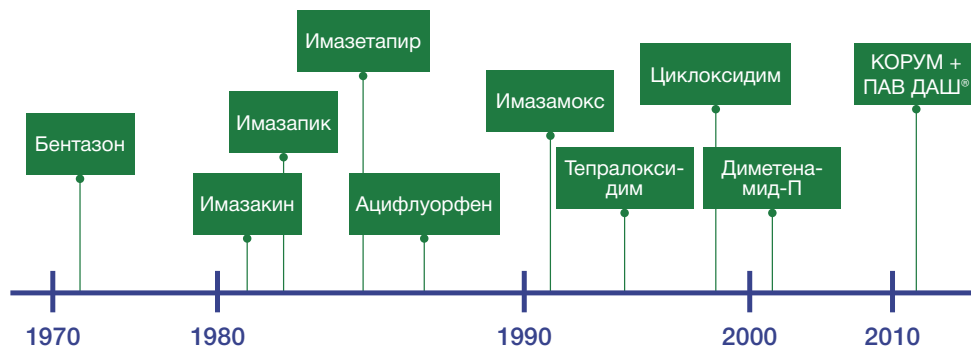 Имазетапир
КОРУМ +
ПАВ ДАШ®
Циклоксидим
Имазамокс
Имазапик
Бентазон
Тепралокси-
дим
Диметена-
мид-П
Имазакин
Ацифлуорфен
1970
1980
1990
2000
2010